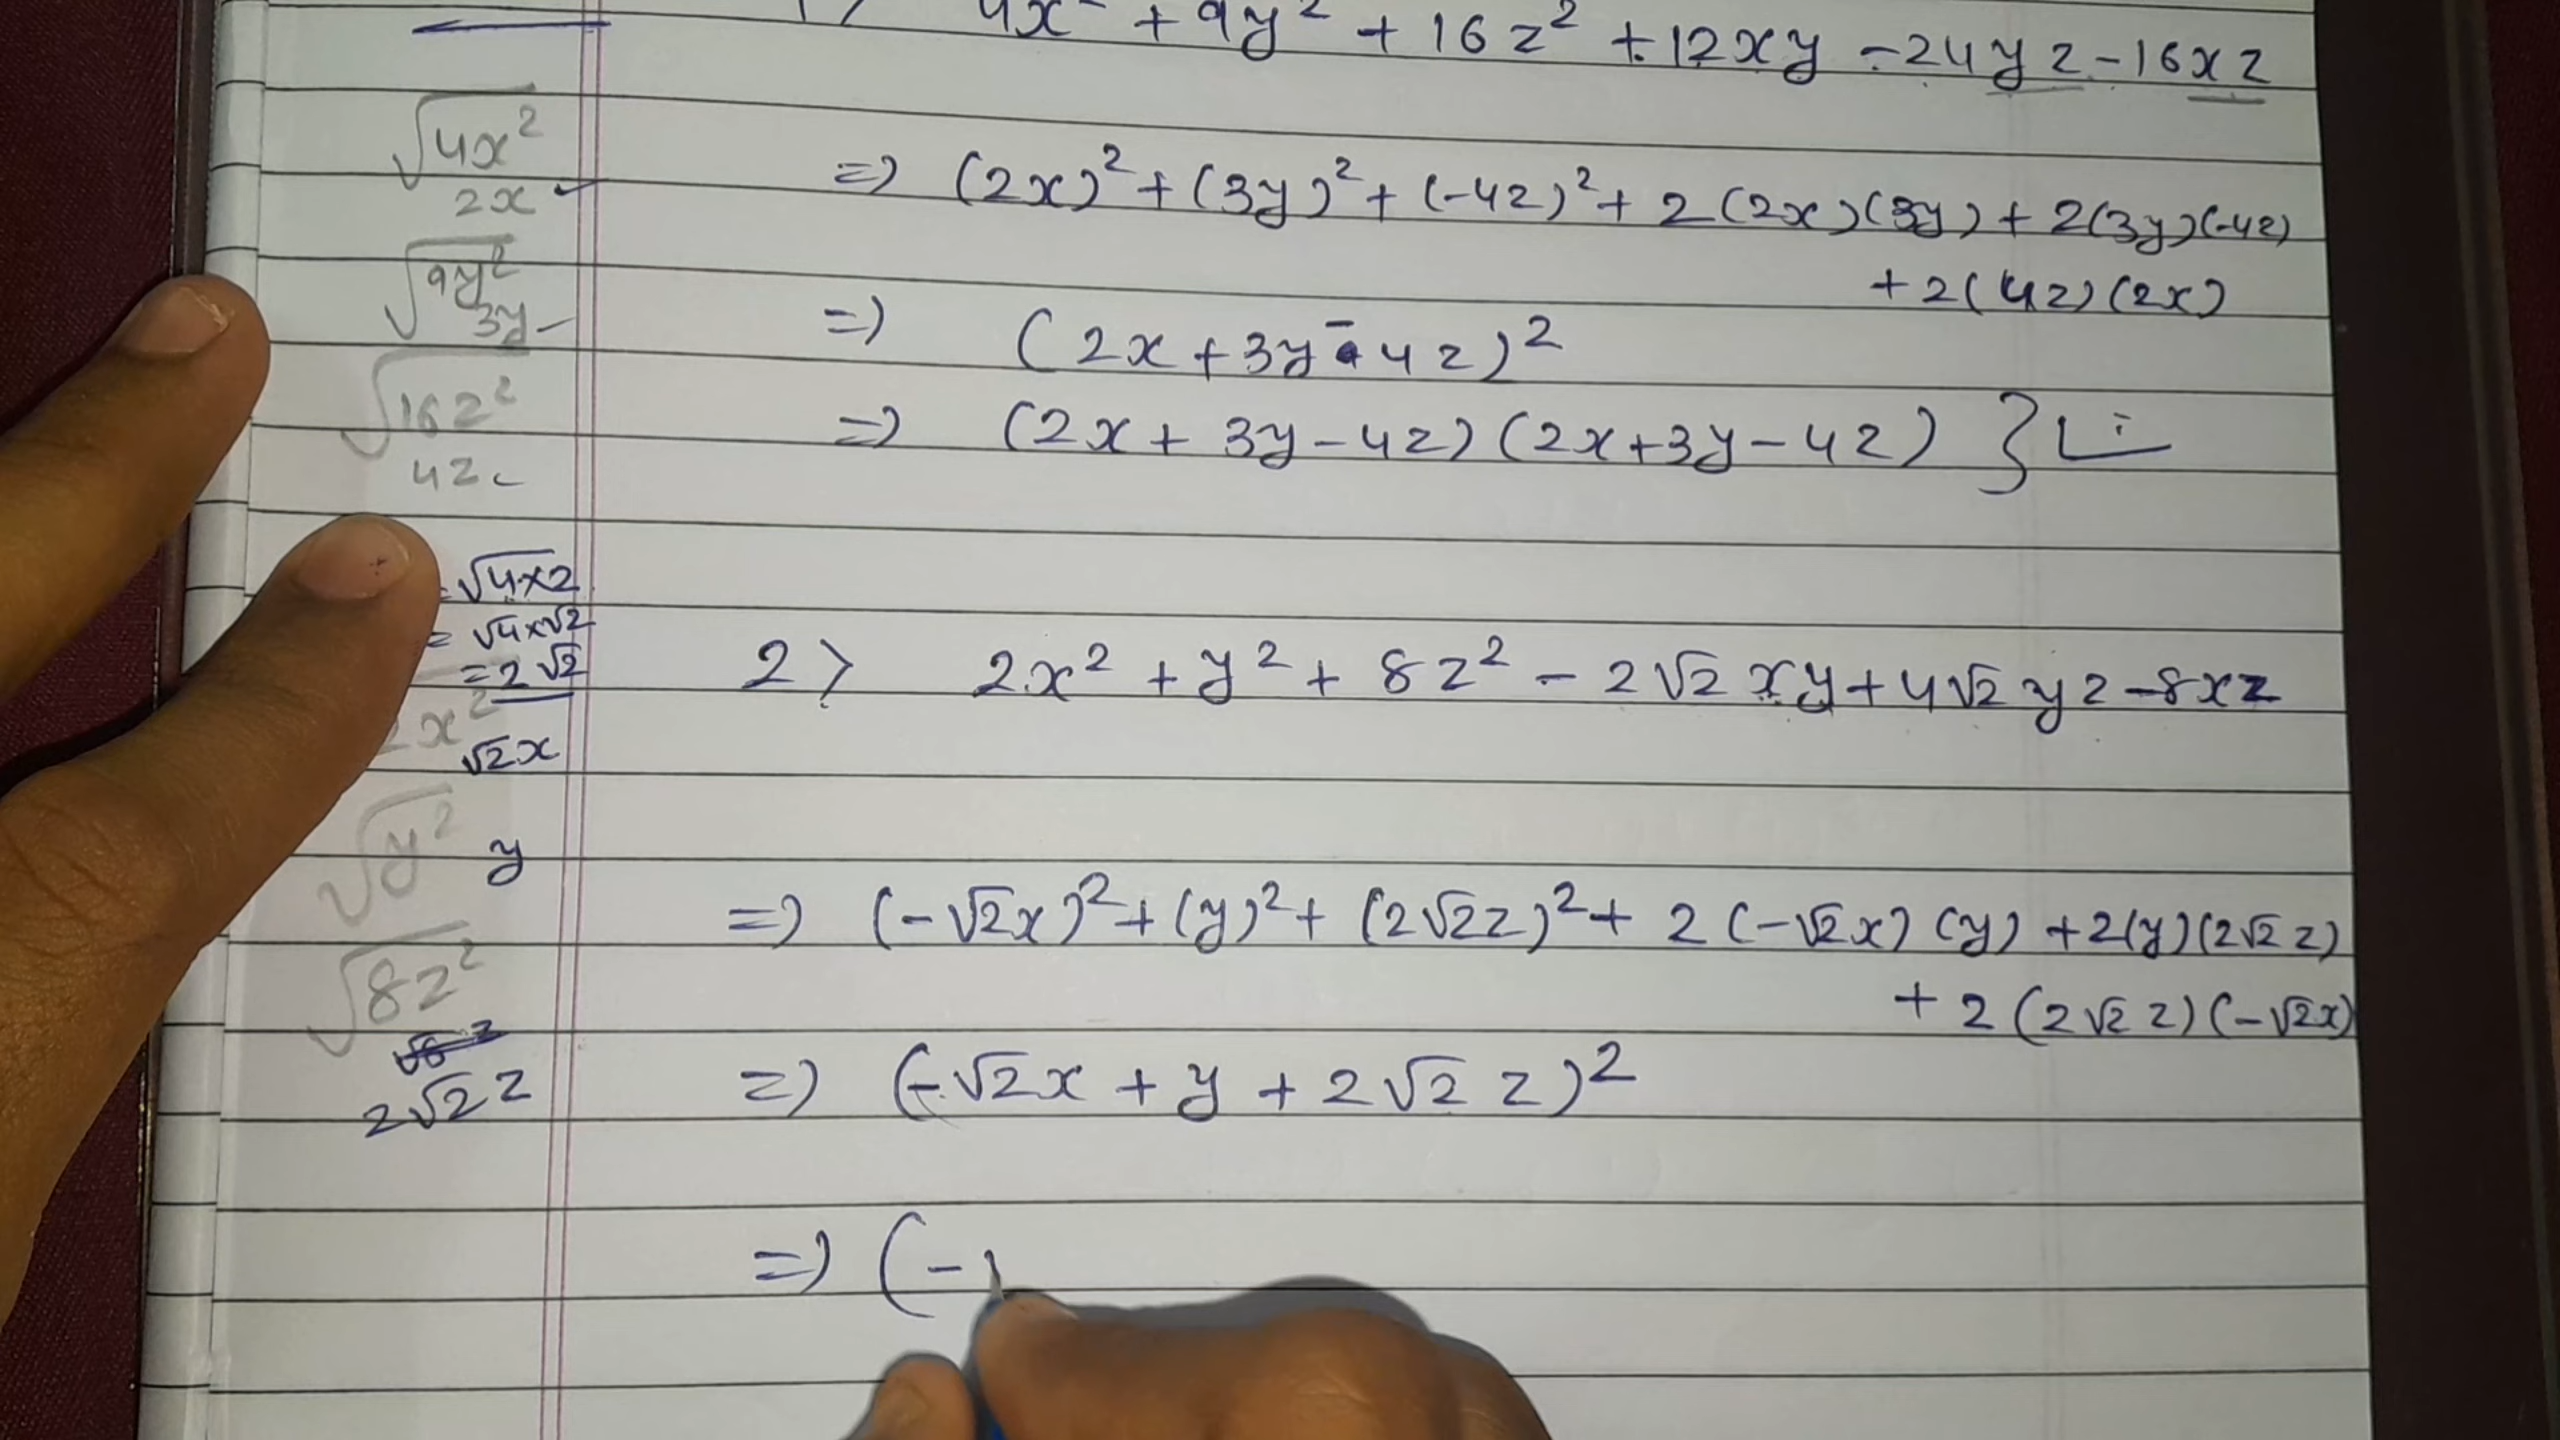 4x² + 9y² + 16z² + 12xy - 24yz - 16xz
√4x²
2x
=> (2x)² + (3y)² + (-4z)² + 2(2x)(3y) + 2(3y)(-4z)
+ 2(4z)(2x)
√9y²
3y
=> (2x + 3y - 4z)²
√16z²
4z
=> (2x + 3y - 4z)(2x + 3y - 4z) }
= √4×2
= √4×√2
= 2√2
2> 2x² + y² + 8z² - 2√2 xy + 4√2 yz - 8xz
2x²
√2x
√y² y
=> (-√2x)² + (y)² + (2√2z)² + 2(-√2x)(y) + 2(y)(2√2z)
+ 2(2√2z)(-√2x)
√8z²
2√2z
=> (-√2x + y + 2√2z)²
=> (-